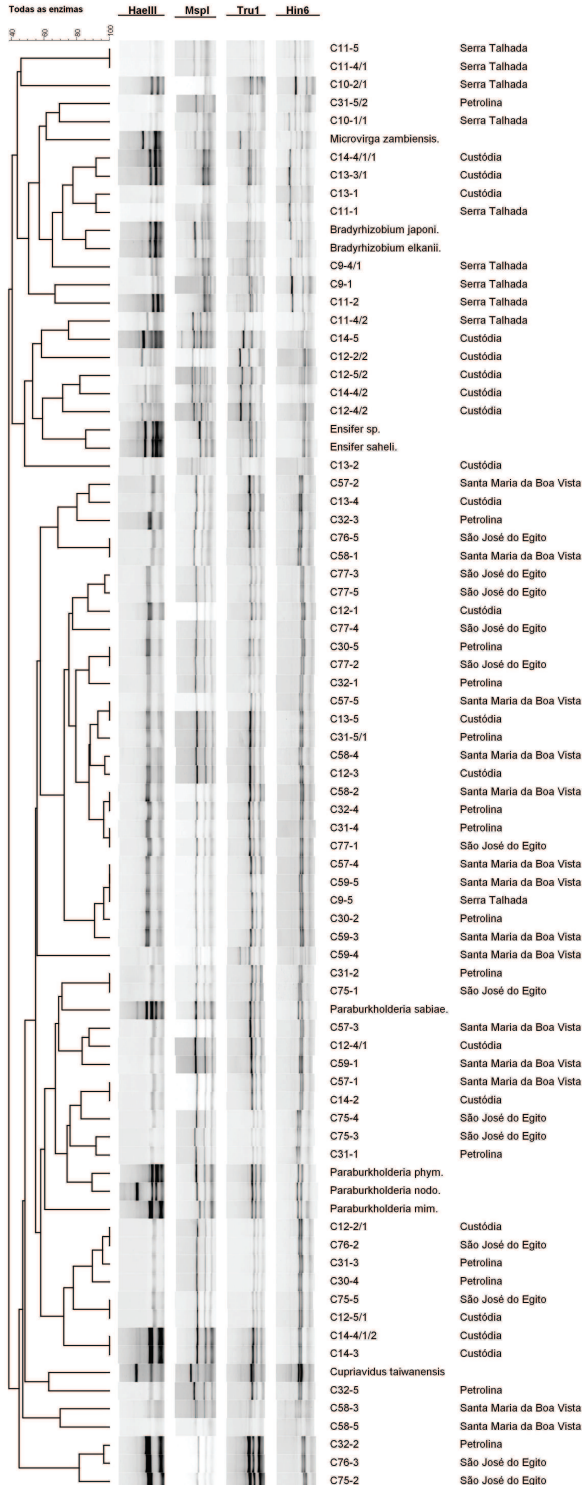 Todas as enzimas HaeIII MspI Tru1 Hin6
40 60 80 100
C11-5 Serra Talhada
C11-4/1 Serra Talhada
C10-2/1 Serra Talhada
C31-5/2 Petrolina
C10-1/1 Serra Talhada
Microvirga zambiensis.
C14-4/1/1 Custódia
C13-3/1 Custódia
C13-1 Custódia
C11-1 Serra Talhada
Bradyrhizobium japoni.
Bradyrhizobium elkanii.
C9-4/1 Serra Talhada
C9-1 Serra Talhada
C11-2 Serra Talhada
C11-4/2 Serra Talhada
C14-5 Custódia
C12-2/2 Custódia
C12-5/2 Custódia
C14-4/2 Custódia
C12-4/2 Custódia
Ensifer sp.
Ensifer saheli.
C13-2 Custódia
C57-2 Santa Maria da Boa Vista
C13-4 Custódia
C32-3 Petrolina
C76-5 São José do Egito
C58-1 Santa Maria da Boa Vista
C77-3 São José do Egito
C77-5 São José do Egito
C12-1 Custódia
C77-4 São José do Egito
C30-5 Petrolina
C77-2 São José do Egito
C32-1 Petrolina
C57-5 Santa Maria da Boa Vista
C13-5 Custódia
C31-5/1 Petrolina
C58-4 Santa Maria da Boa Vista
C12-3 Custódia
C58-2 Santa Maria da Boa Vista
C32-4 Petrolina
C31-4 Petrolina
C77-1 São José do Egito
C57-4 Santa Maria da Boa Vista
C59-5 Santa Maria da Boa Vista
C9-5 Serra Talhada
C30-2 Petrolina
C59-3 Santa Maria da Boa Vista
C59-4 Santa Maria da Boa Vista
C31-2 Petrolina
C75-1 São José do Egito
Paraburkholderia sabiae.
C57-3 Santa Maria da Boa Vista
C12-4/1 Custódia
C59-1 Santa Maria da Boa Vista
C57-1 Santa Maria da Boa Vista
C14-2 Custódia
C75-4 São José do Egito
C75-3 São José do Egito
C31-1 Petrolina
Paraburkholderia phym.
Paraburkholderia nodo.
Paraburkholderia mim.
C12-2/1 Custódia
C76-2 São José do Egito
C31-3 Petrolina
C30-4 Petrolina
C75-5 São José do Egito
C12-5/1 Custódia
C14-4/1/2 Custódia
C14-3 Custódia
Cupriavidus taiwanensis
C32-5 Petrolina
C58-3 Santa Maria da Boa Vista
C58-5 Santa Maria da Boa Vista
C32-2 Petrolina
C76-3 São José do Egito
C75-2 São José do Egito